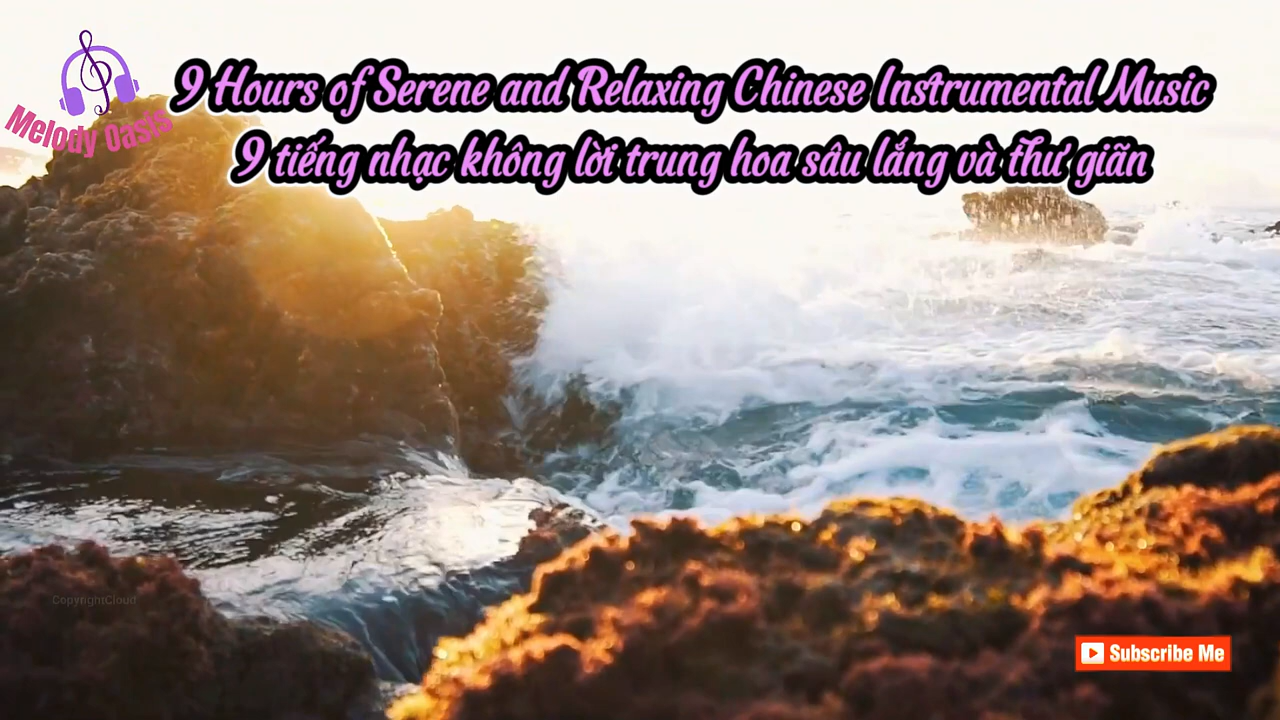 9 Hours of Serene and Relaxing Chinese Instrumental Music
9 tiếng nhạc không lời trung hoa sâu lắng và thư giãn
Melody Oasis
CopyrightCloud
Subscribe Me